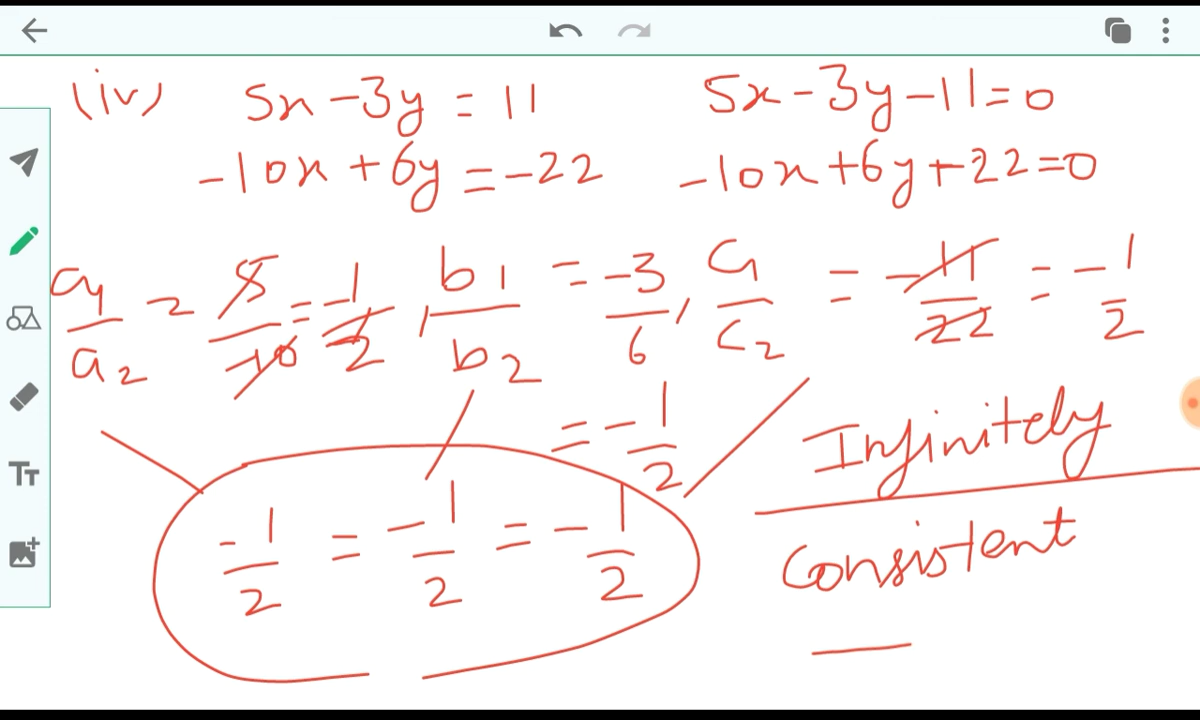 (iv) 5x - 3y = 11 5x - 3y - 11 = 0
-10x + 6y = -22 -10x + 6y + 22 = 0
a1/a2 = 5/-10 = -1/2, b1/b2 = -3/6, c1/c2 = -11/22 = -1/2
= -1/2
Infinitely
-1/2 = -1/2 = -1/2
Consistent
TT